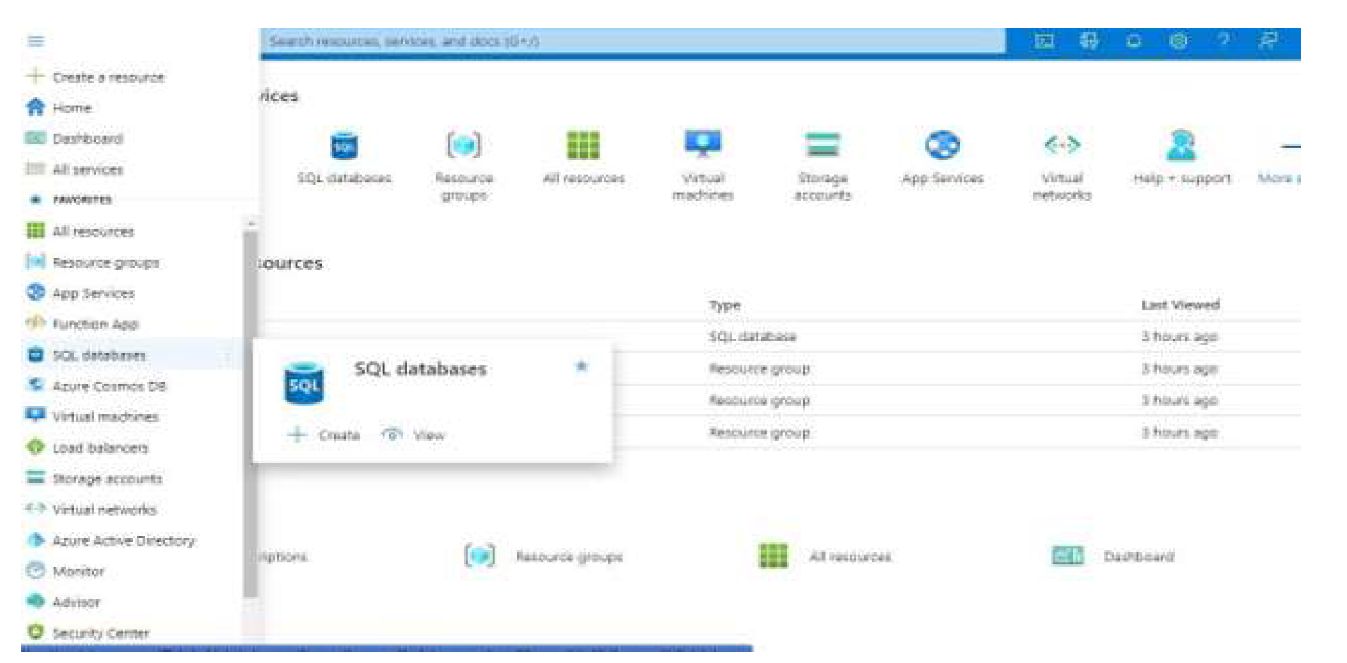 Search resources, services, and docs (G+/)
Create a resource
Home
Dashboard
All services
FAVORITES
All resources
Resource groups
App Services
Function App
SQL databases
Azure Cosmos DB
Virtual machines
Load balancers
Storage accounts
Virtual networks
Azure Active Directory
Monitor
Advisor
Security Center
vices
SQL
SQL databases
Resource groups
All resources
Virtual machines
Storage accounts
App Services
Virtual networks
Help + support
More
ources
Type
Last Viewed
SQL database
3 hours ago
Resource group
3 hours ago
Resource group
3 hours ago
Resource group
3 hours ago
SQL
SQL databases
Create
View
riptions
Resource groups
All resources
Dashboard